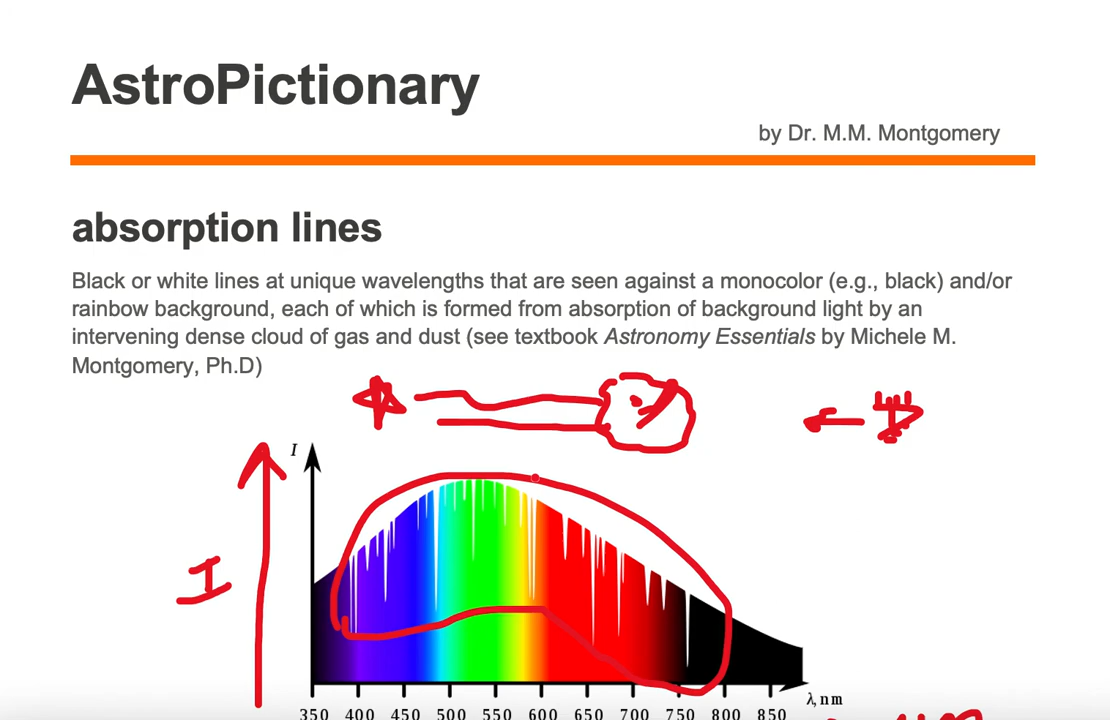 AstroPictionary
by Dr. M.M. Montgomery
absorption lines
Black or white lines at unique wavelengths that are seen against a monocolor (e.g., black) and/or
rainbow background, each of which is formed from absorption of background light by an
intervening dense cloud of gas and dust (see textbook Astronomy Essentials by Michele M.
Montgomery, Ph.D)
I
I
λ, nm
350 400 450 500 550 600 650 700 750 800 850